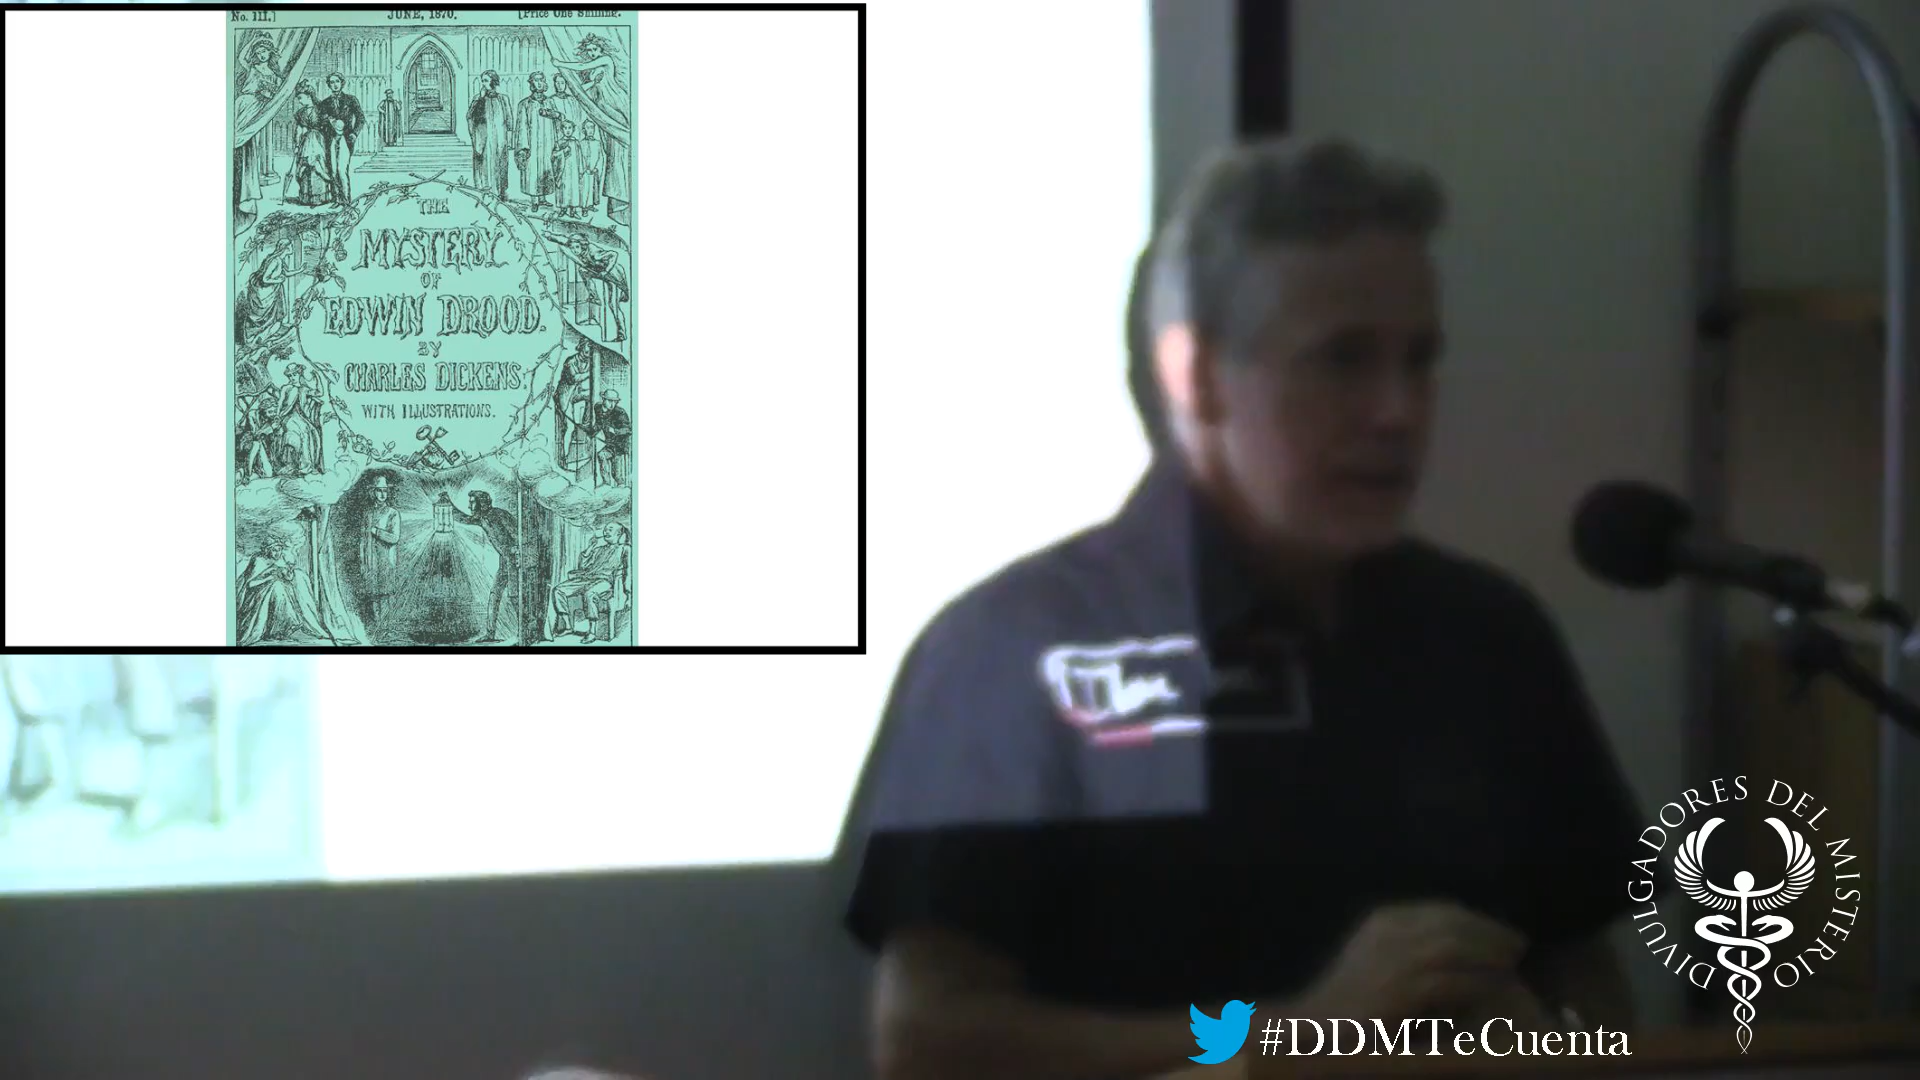 No. III.] JUNE, 1870. [Price One Shilling.
THE
MYSTERY
OF
EDWIN DROOD.
BY
CHARLES DICKENS
WITH ILLUSTRATIONS.
DIVULGADORES DEL MISTERIO
#DDMTeCuenta